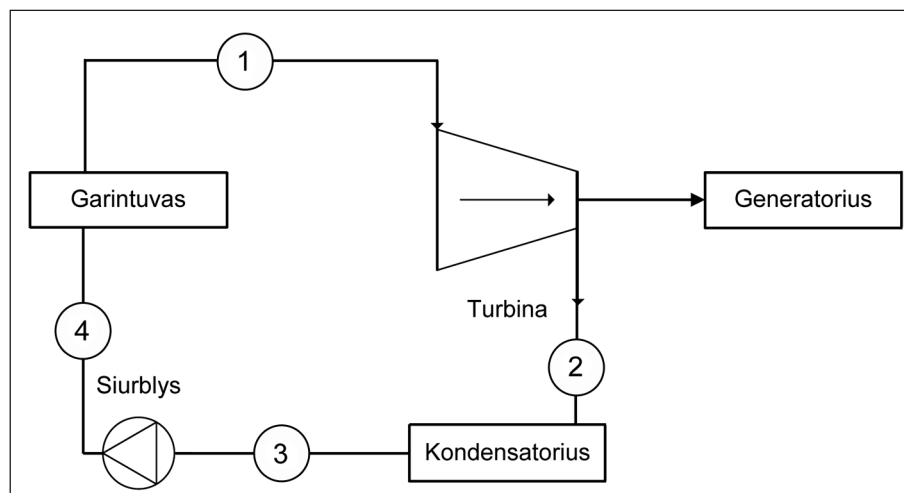 1
Garintuvas
Generatorius
Turbina
4
2
Siurblys
3
Kondensatorius